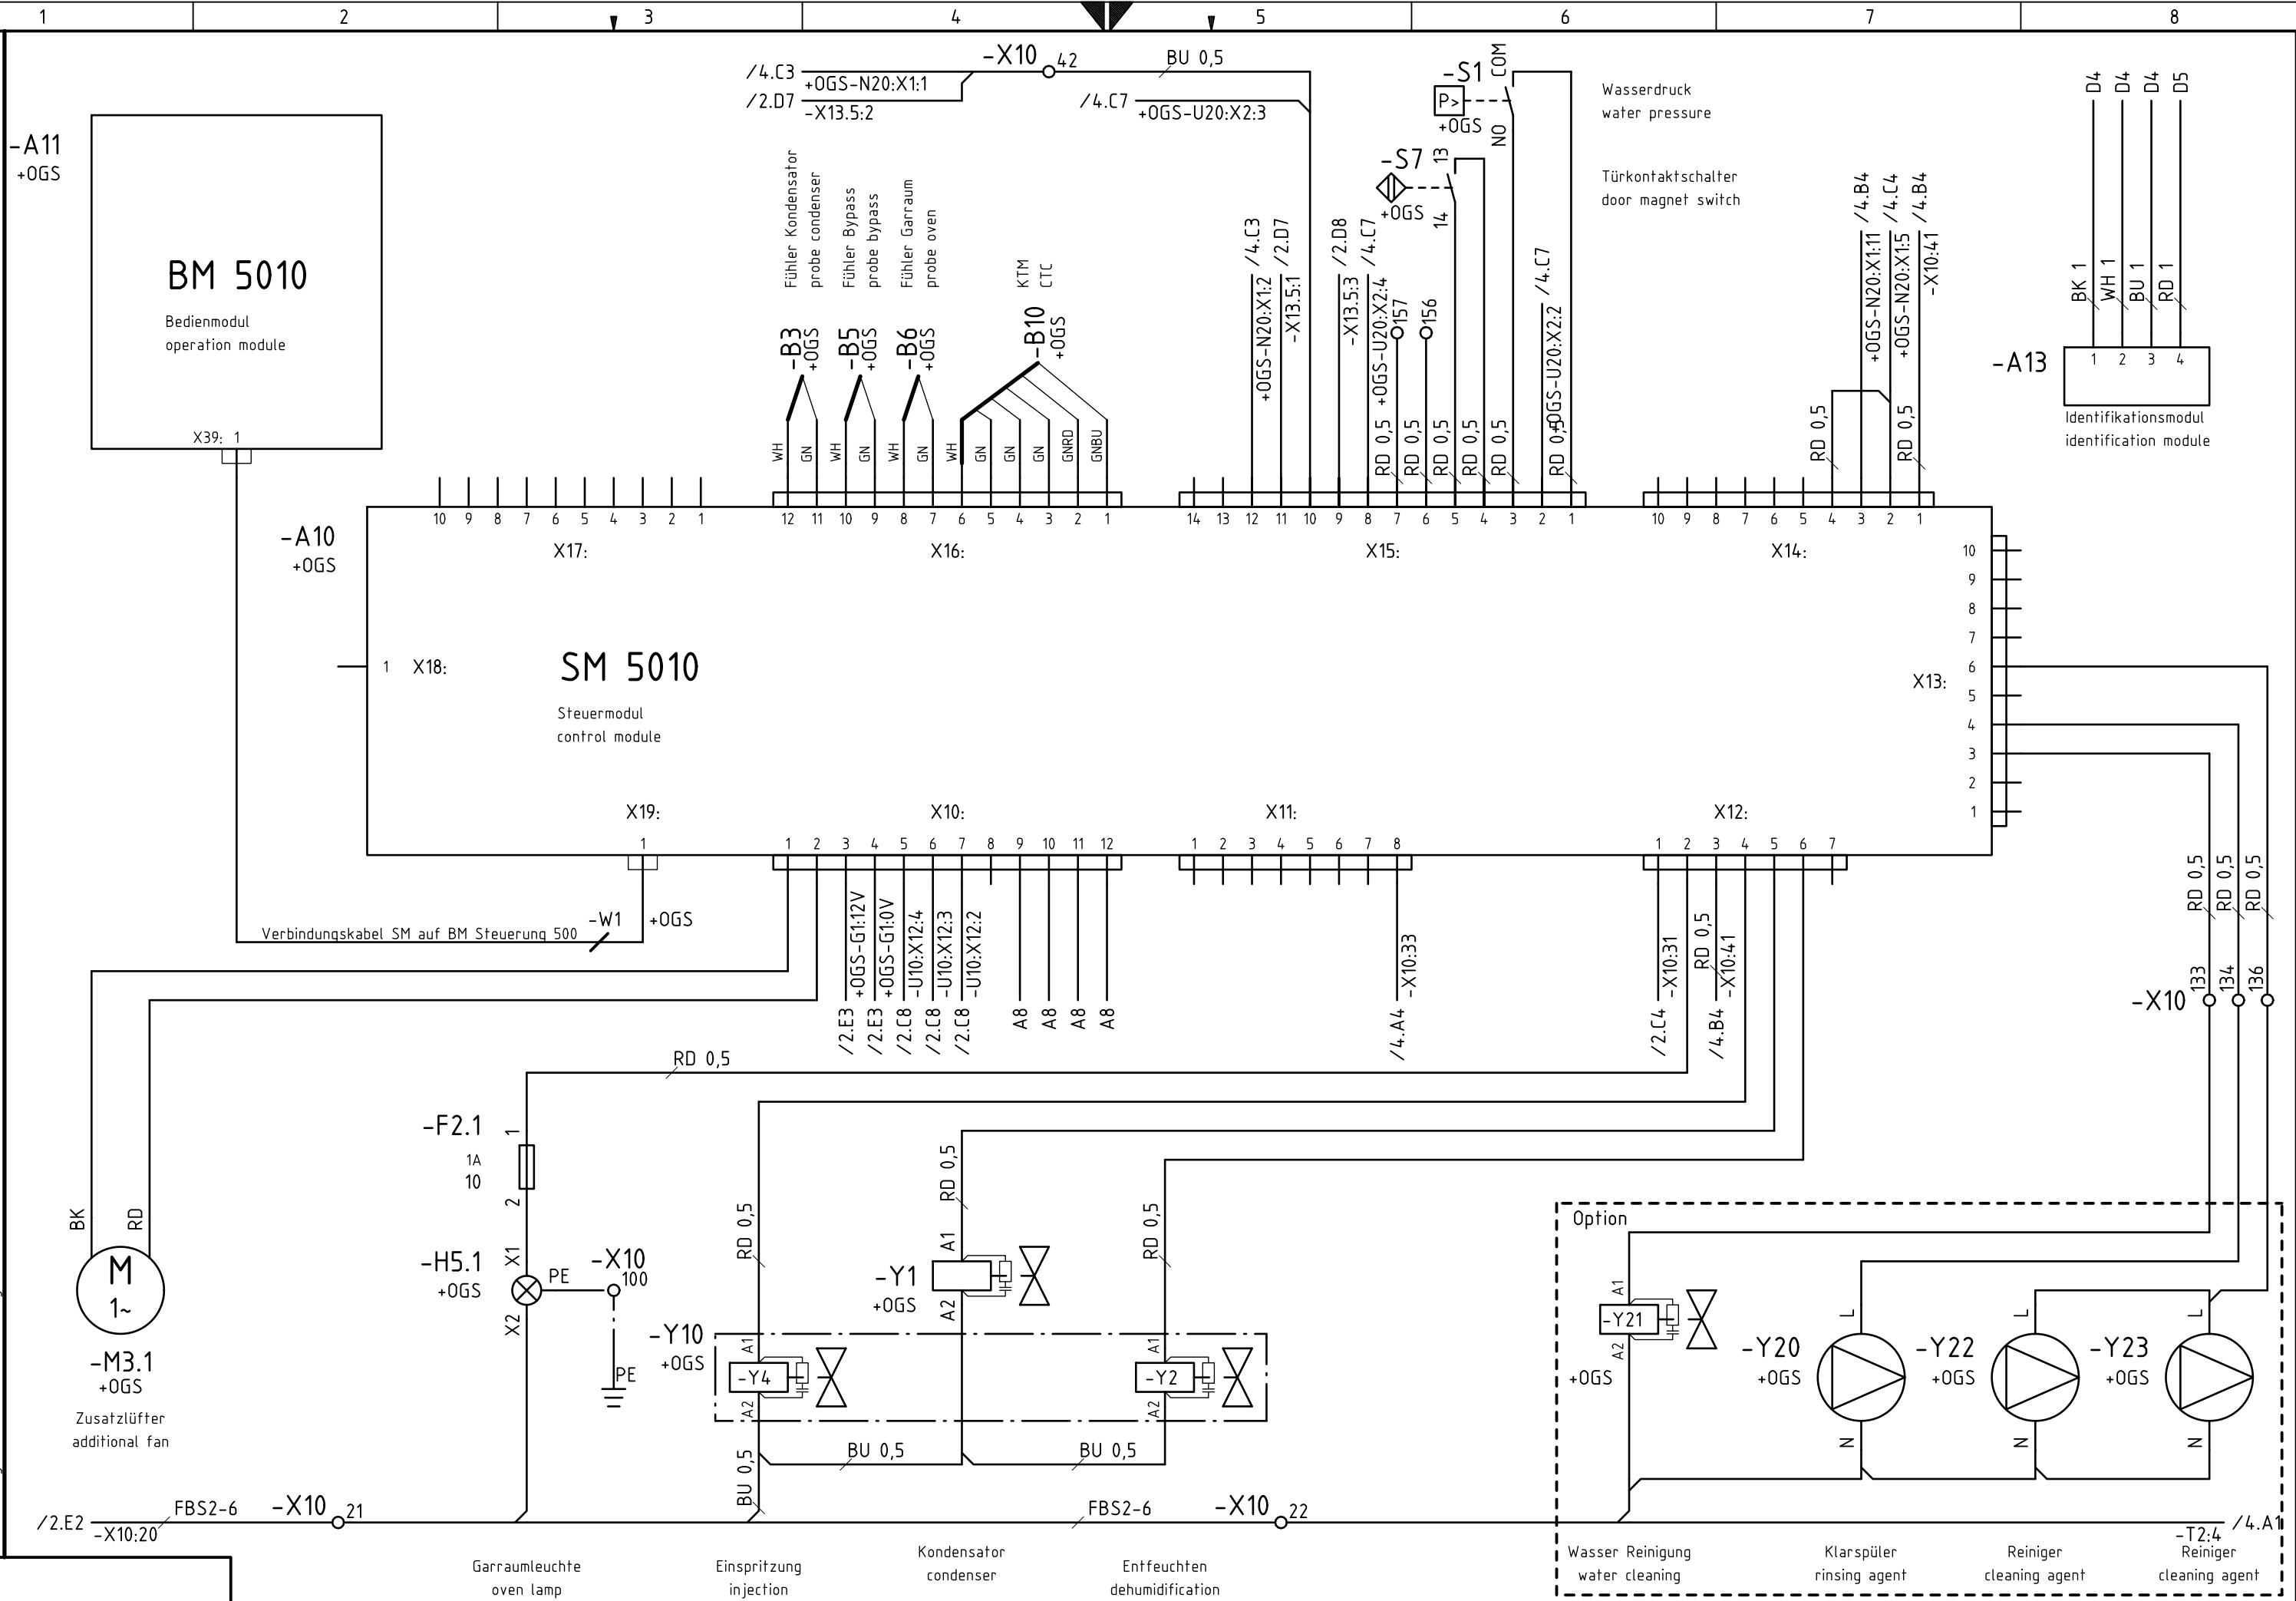 1 2 3 4 5 6 7 8
-X10 42
BU 0,5
/4.C3
+OGS-N20:X1:1
/2.D7
-X13.5:2
/4.C7
+OGS-U20:X2:3
-S1
COM
P>
+OGS
NO
Wasserdruck
water pressure
-S7
13
+OGS
14
Türkontaktschalter
door magnet switch
-A11
+OGS
BM 5010
Bedienmodul
operation module
X39: 1
Fühler Kondensator
probe condenser
Fühler Bypass
probe bypass
Fühler Garraum
probe oven
KTM
CTC
-B3
+OGS
-B5
+OGS
-B6
+OGS
-B10
+OGS
WH
GN
WH
GN
WH
GN
WH
GN
GN
GN
GNRD
GNBU
/4.C3
+OGS-N20:X1:2
/2.D7
-X13.5:1
/2.D8
-X13.5:3
/4.C7
+OGS-U20:X2:4
157
156
RD 0,5
RD 0,5
RD 0,5
RD 0,5
RD 0,5
/4.C7
+OGS-U20:X2:2
RD 0,5
/4.B4
+OGS-N20:X1:11
/4.C4
+OGS-N20:X1:5
/4.B4
-X10:41
RD 0,5
RD 0,5
D4
D4
D4
D5
BK 1
WH 1
BU 1
RD 1
-A13
1 2 3 4
Identifikationsmodul
identification module
-A10
+OGS
10 9 8 7 6 5 4 3 2 1
X17:
12 11 10 9 8 7 6 5 4 3 2 1
X16:
14 13 12 11 10 9 8 7 6 5 4 3 2 1
X15:
10 9 8 7 6 5 4 3 2 1
X14:
10
9
8
7
6
5
4
3
2
1
X13:
1 X18:
SM 5010
Steuermodul
control module
X19:
1
X10:
1 2 3 4 5 6 7 8 9 10 11 12
X11:
1 2 3 4 5 6 7 8
X12:
1 2 3 4 5 6 7
Verbindungskabel SM auf BM Steuerung 500
-W1
+OGS
+OGS-G1:12V
/2.E3
+OGS-G1:0V
/2.E3
-U10:X12:4
/2.C8
-U10:X12:3
/2.C8
-U10:X12:2
/2.C8
A8
A8
A8
A8
-X10:33
/4.A4
-X10:31
/2.C4
RD 0,5
-X10:41
/4.B4
RD 0,5
RD 0,5
RD 0,5
-X10
133
134
136
RD 0,5
-F2.1
1A
10
1
2
BK
RD
M
1~
-M3.1
+OGS
Zusatzlüfter
additional fan
-H5.1
+OGS
X1
X2
PE
-X10
100
PE
RD 0,5
RD 0,5
RD 0,5
-Y1
+OGS
A1
A2
-Y10
+OGS
A1
-Y4
A2
A1
-Y2
A2
BU 0,5
BU 0,5
BU 0,5
Option
A1
-Y21
A2
+OGS
-Y20
+OGS
L
N
-Y22
+OGS
L
N
-Y23
+OGS
L
N
/2.E2
-X10:20
FBS2-6
-X10 21
FBS2-6
-X10 22
-T2:4
/4.A1
Garraumleuchte
oven lamp
Einspritzung
injection
Kondensator
condenser
Entfeuchten
dehumidification
Wasser Reinigung
water cleaning
Klarspüler
rinsing agent
Reiniger
cleaning agent
Reiniger
cleaning agent